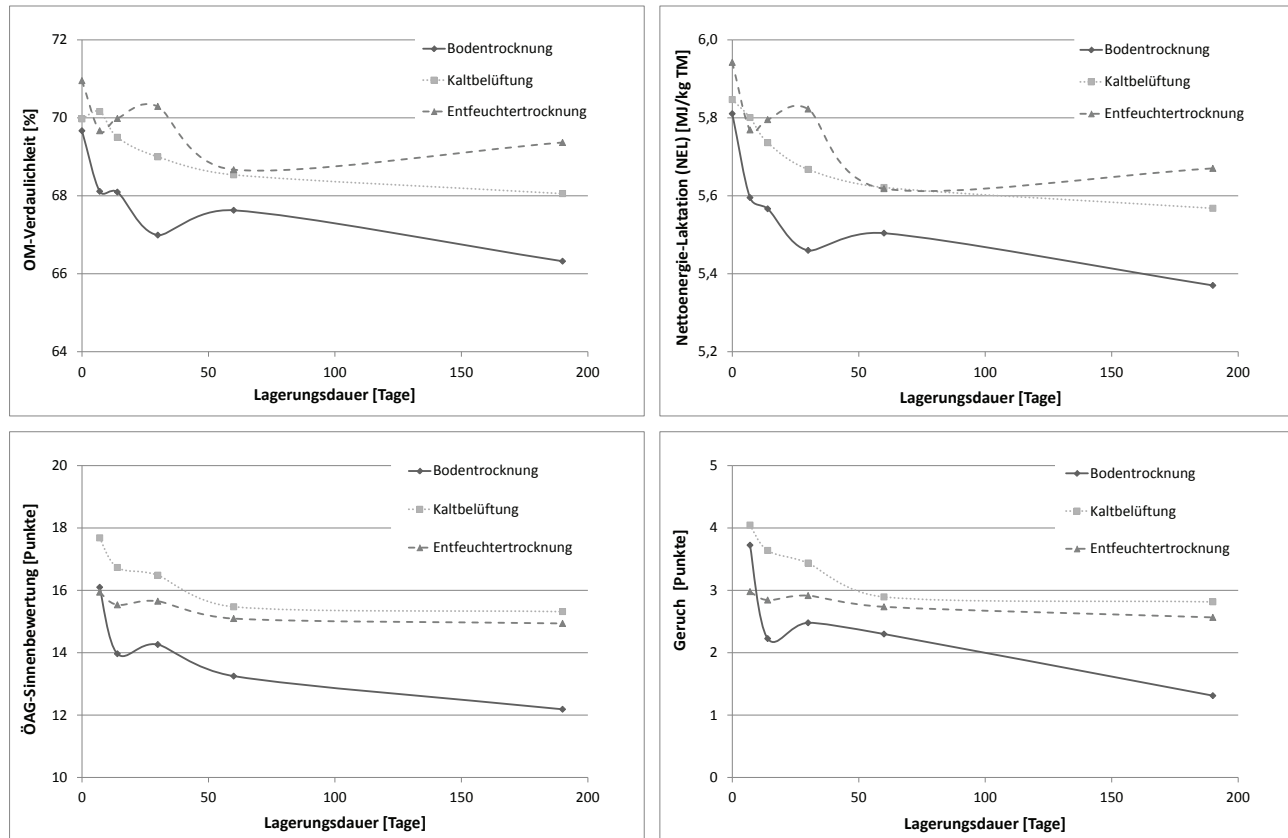 72
70
68
66
64
0
50
100
150
200
OM-Verdaulichkeit [%]
Lagerungsdauer [Tage]
Bodentrocknung
Kaltbelüftung
Entfeuchtertrocknung
6,0
5,8
5,6
5,4
5,2
0
50
100
150
200
Nettoenergie-Laktation (NEL) [MJ/kg TM]
Lagerungsdauer [Tage]
Bodentrocknung
Kaltbelüftung
Entfeuchtertrocknung
20
18
16
14
12
10
0
50
100
150
200
ÖAG-Sinnenbewertung [Punkte]
Lagerungsdauer [Tage]
Bodentrocknung
Kaltbelüftung
Entfeuchtertrocknung
5
4
3
2
1
0
0
50
100
150
200
Geruch [Punkte]
Lagerungsdauer [Tage]
Bodentrocknung
Kaltbelüftung
Entfeuchtertrocknung